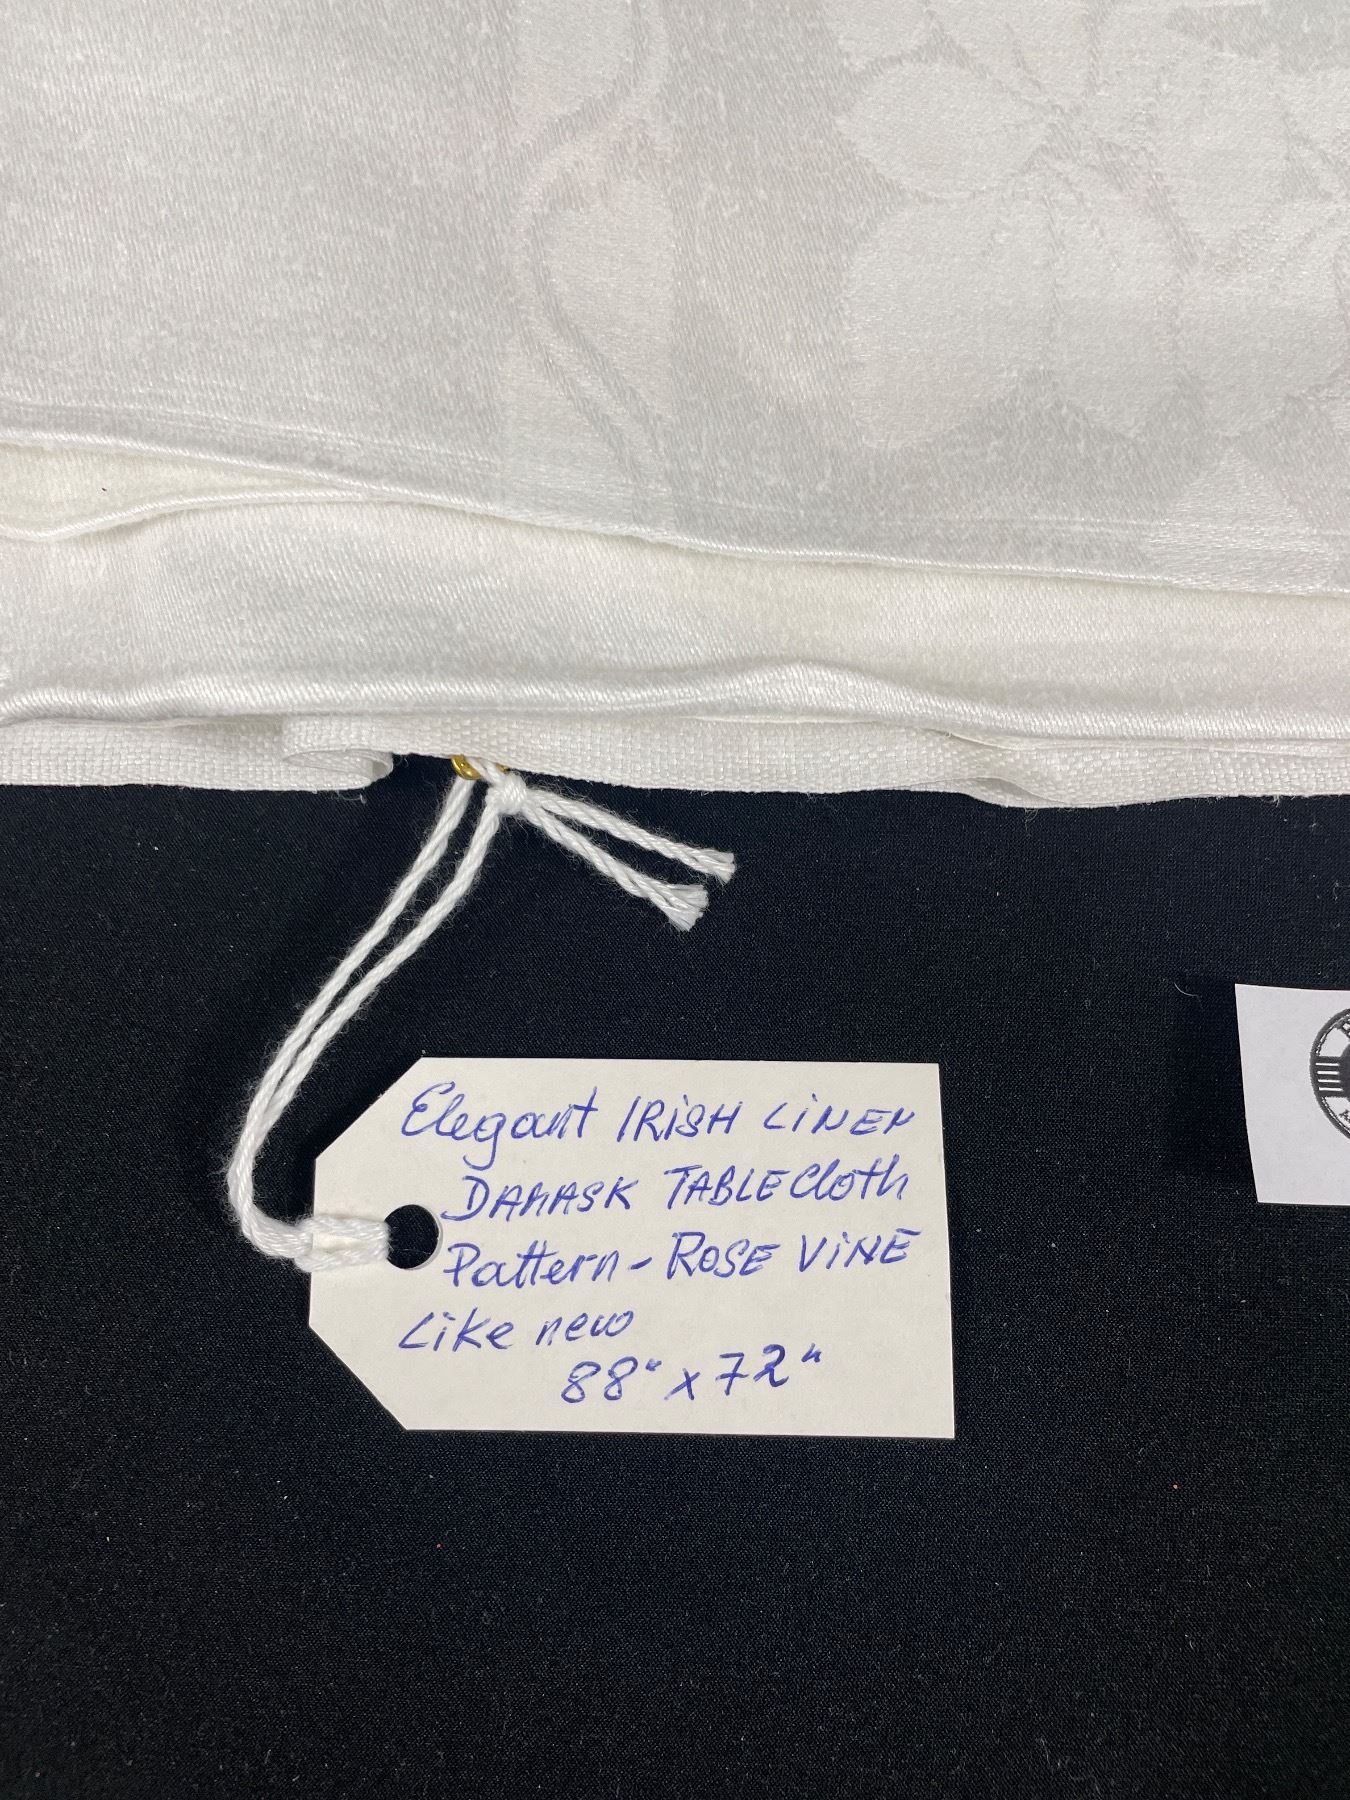 Elegant IRISH LINEN
DAMASK TABLECloth
Pattern - ROSE VINE
Like new
88" x 72"